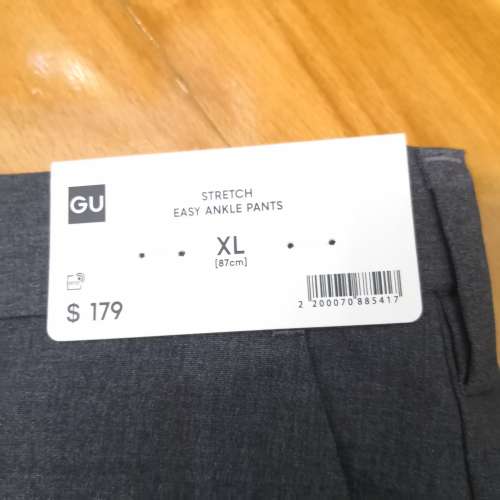 GU
STRETCH
EASY ANKLE PANTS
XL
[87cm]
$ 179
2 200070 885417